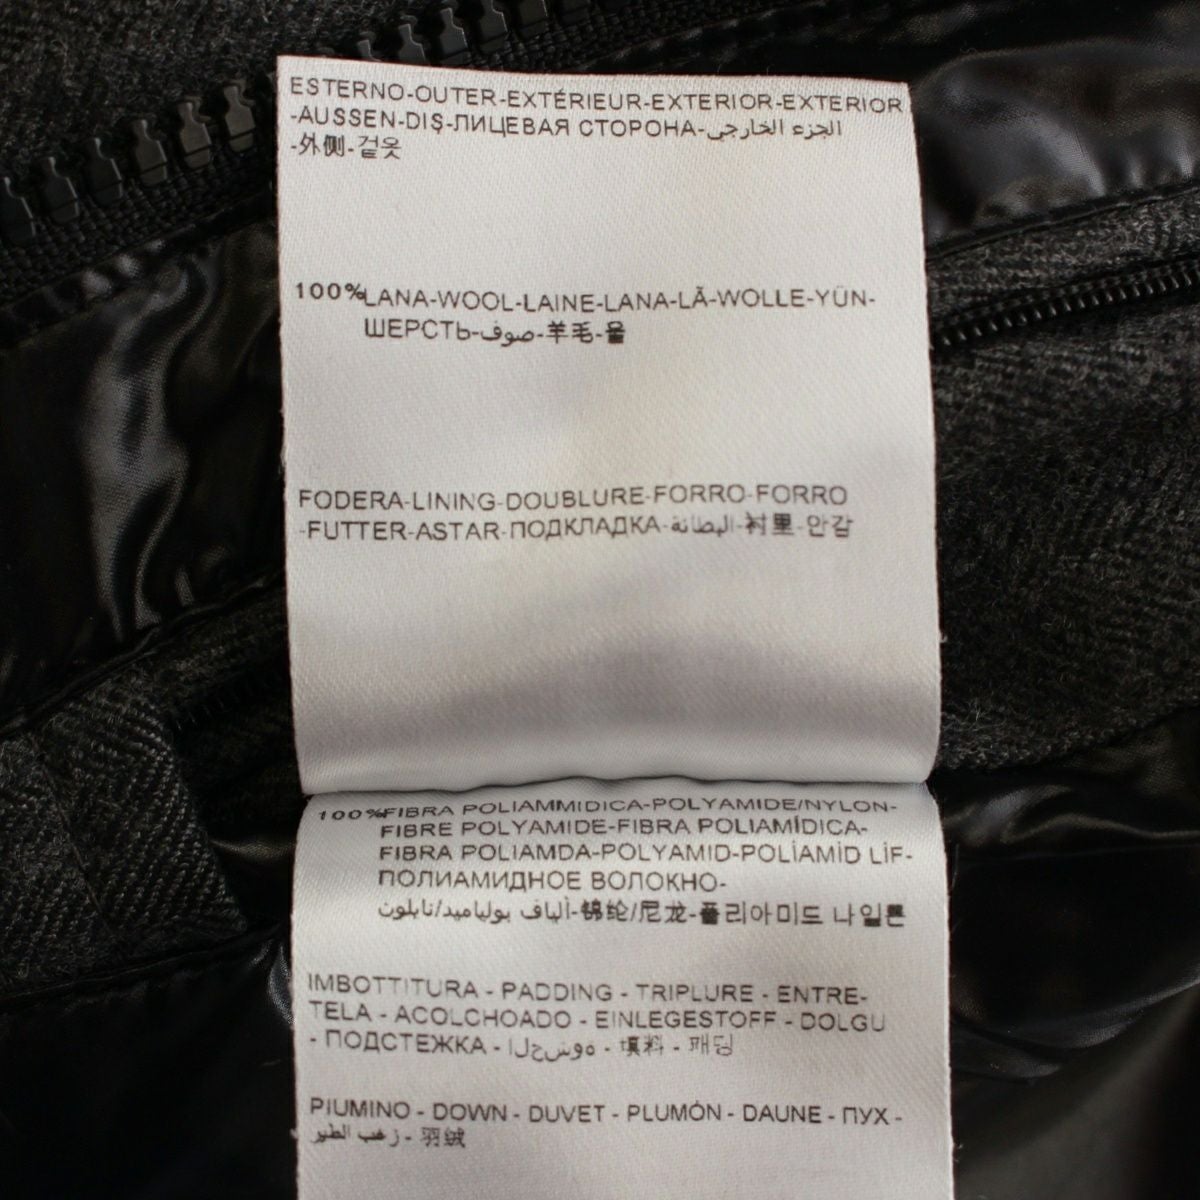 ESTERNO-OUTER-EXTÉRIEUR-EXTERIOR-EXTERIOR
-AUSSEN-DIŞ-ЛИЦЕВАЯ СТОРОНА-الجزء الخارجي
-外侧-겉옷
100% LANA-WOOL-LAINE-LANA-LÃ-WOLLE-YÜN-
ШЕРСТЬ-صوف-羊毛-울
FODERA-LINING-DOUBLURE-FORRO-FORRO
-FUTTER-ASTAR-ПОДКЛАДКА-البطانة-衬里-안감
100% FIBRA POLIAMMIDICA-POLYAMIDE/NYLON-
FIBRE POLYAMIDE-FIBRA POLIAMÍDICA-
FIBRA POLIAMDA-POLYAMID-POLİAMİD LİF-
ПОЛИАМИДНОЕ ВОЛОКНО-
ألياف بولياميد/نايلون-锦纶/尼龙-폴리아미드 나일론
IMBOTTITURA - PADDING - TRIPLURE - ENTRE-
TELA - ACOLCHOADO - EINLEGESTOFF - DOLGU
- ПОДСТЕЖКА - الحشوة - 填料 - 패딩
PIUMINO - DOWN - DUVET - PLUMÓN - DAUNE - ПУХ -
زغب الطير - 羽绒